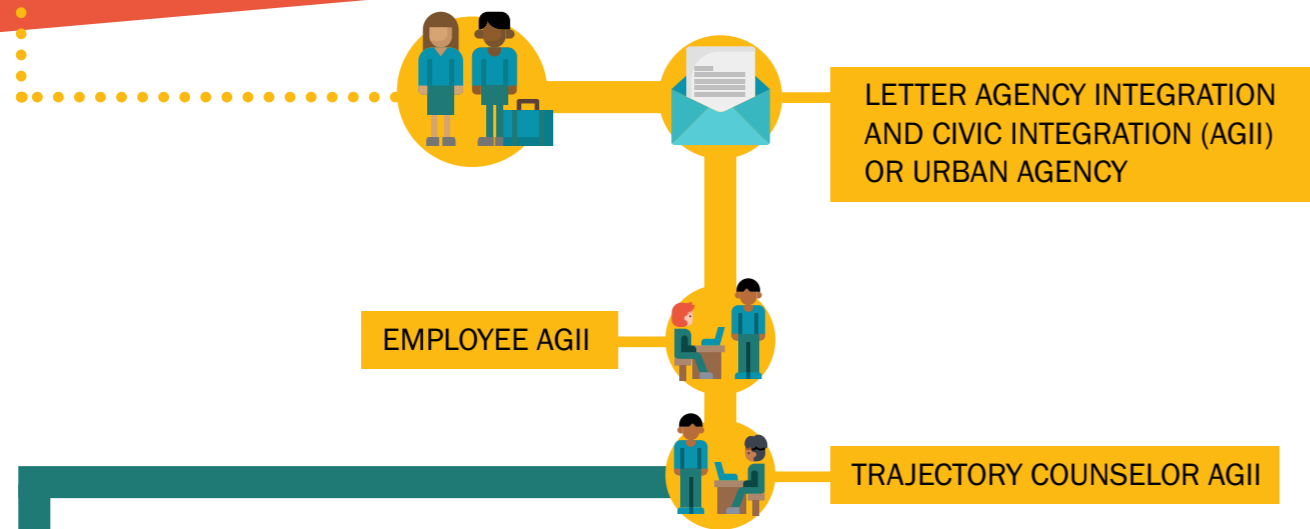 LETTER AGENCY INTEGRATION
AND CIVIC INTEGRATION (AGII)
OR URBAN AGENCY
EMPLOYEE AGII
TRAJECTORY COUNSELOR AGII